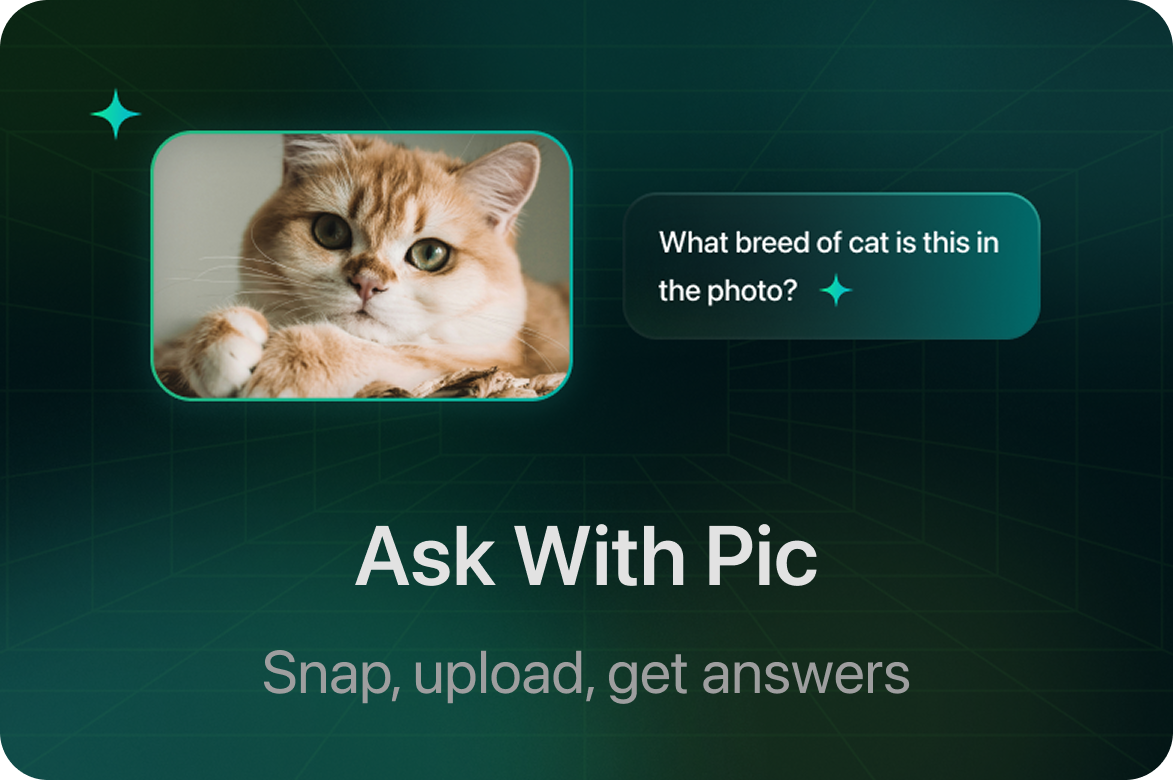 What breed of cat is this in
the photo?
Ask With Pic
Snap, upload, get answers